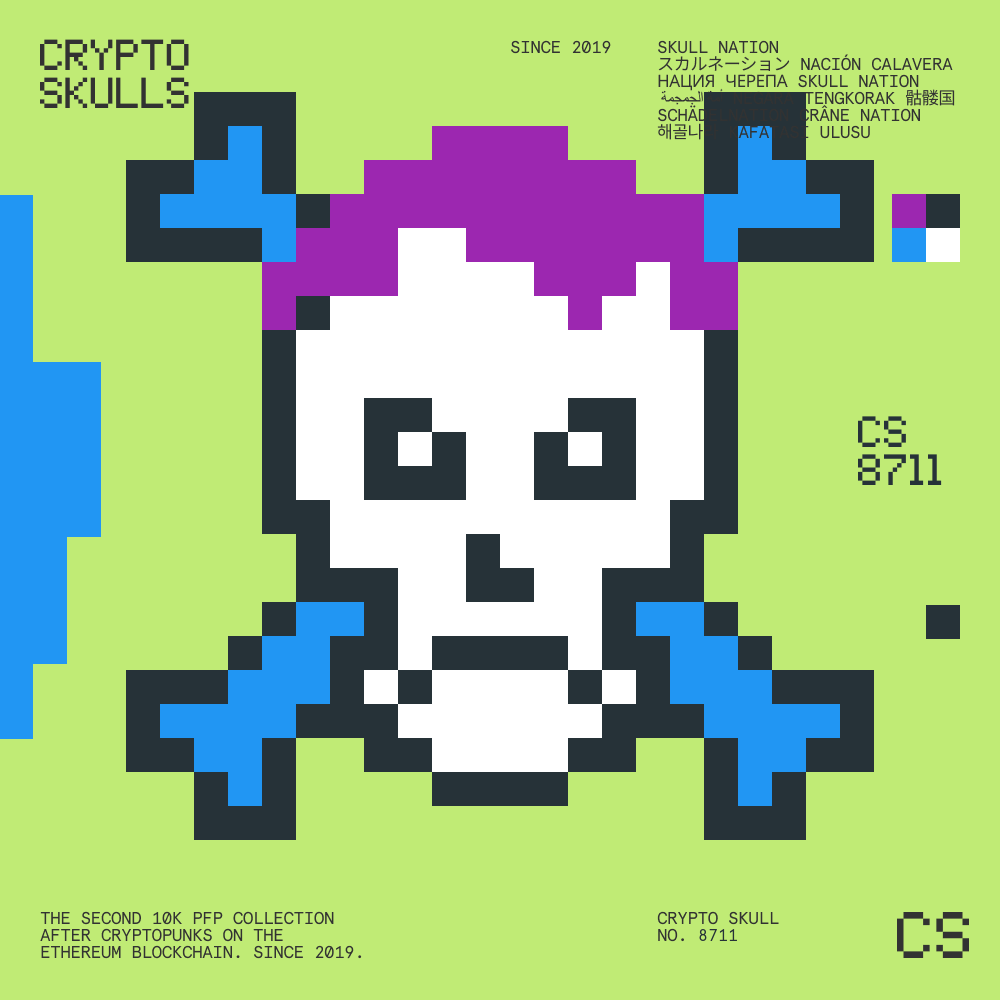 CRYPTO
SKULLS
SINCE 2019
SKULL NATION
スカルネーション NACIÓN CALAVERA
НАЦИЯ ЧЕРЕПА SKULL NATION
TENGKORAK 骷髅国
CRÂNE NATION
해골나 ULUSU
CS
8711
THE SECOND 10K PFP COLLECTION
AFTER CRYPTOPUNKS ON THE
ETHEREUM BLOCKCHAIN. SINCE 2019.
CRYPTO SKULL
NO. 8711
CS